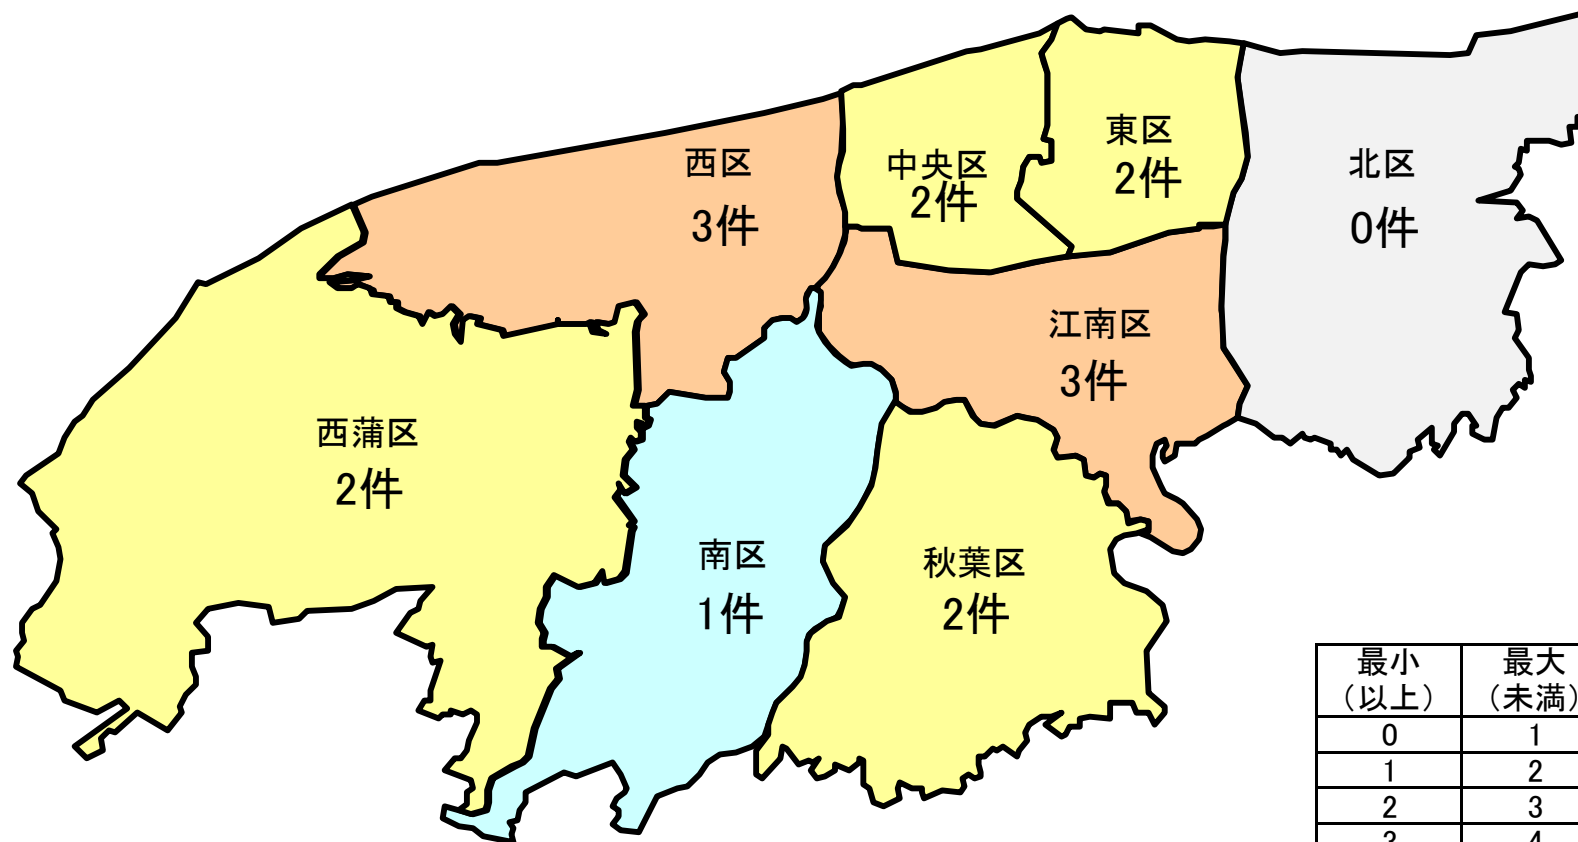 東区
2件
中央区
2件
西区
3件
北区
0件
江南区
3件
西蒲区
2件
南区
1件
秋葉区
2件
最小 最大
（以上） （未満）
0 1
1 2
2 3
3 4